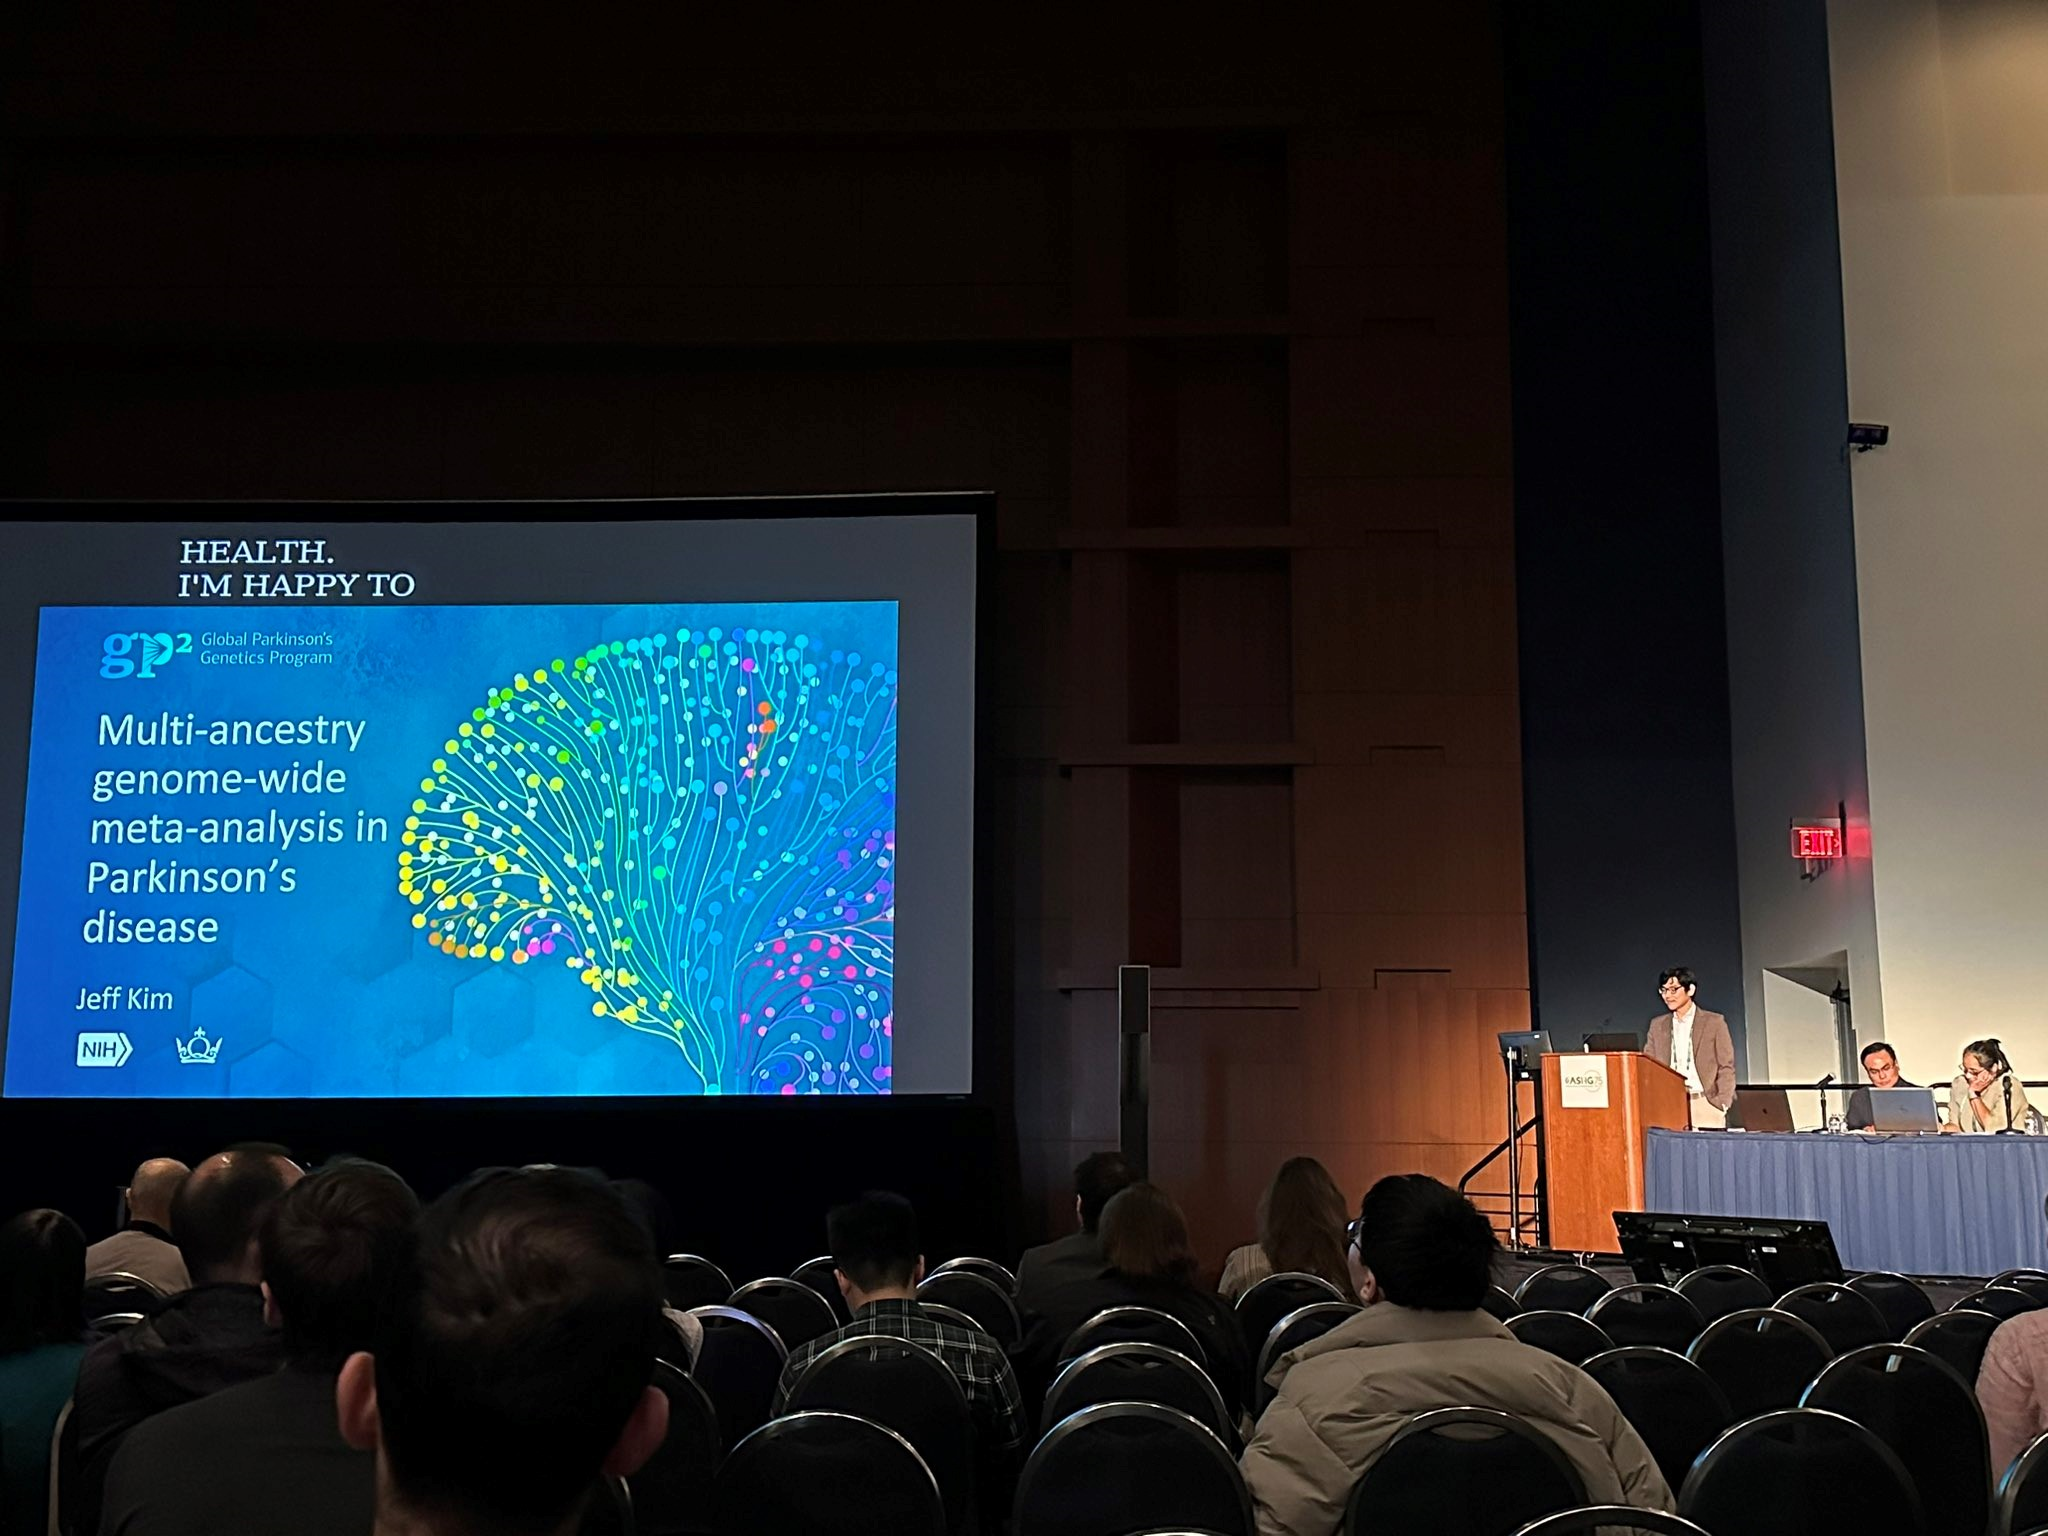 HEALTH.
I'M HAPPY TO
gp2 Global Parkinson's
Genetics Program
Multi-ancestry
genome-wide
meta-analysis in
Parkinson's
disease
Jeff Kim
NIH
EXIT
ASHG75